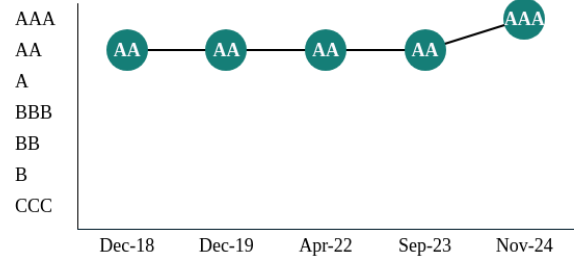 AAA
AAA
AA
AA AA AA AA
A
BBB
BB
B
CCC
Dec-18 Dec-19 Apr-22 Sep-23 Nov-24